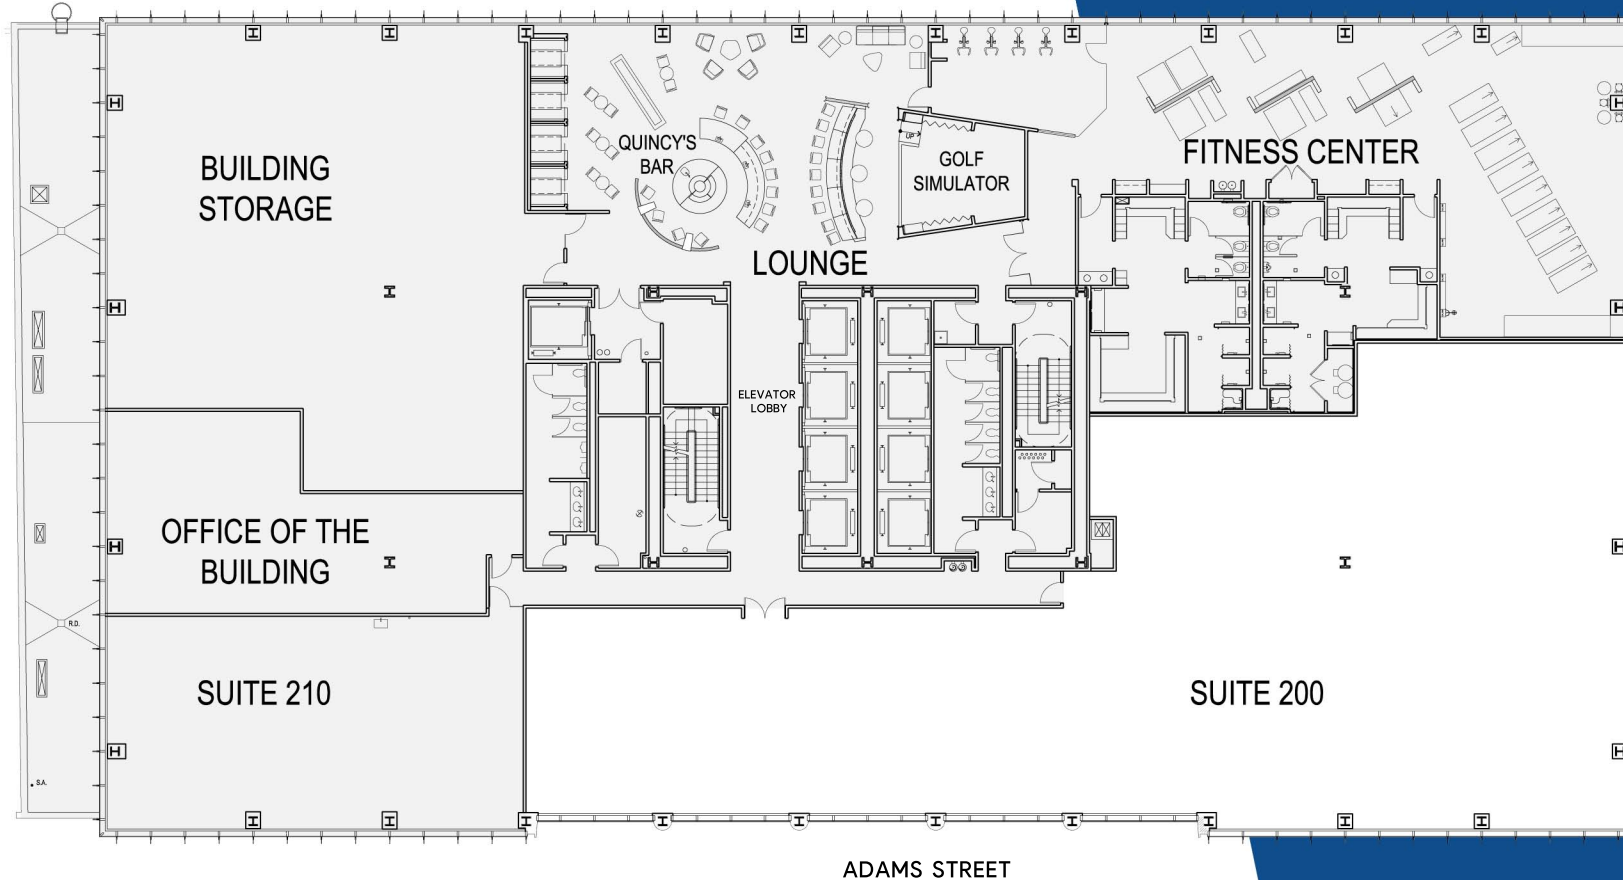 BUILDING
STORAGE
QUINCY'S
BAR
UP
GOLF
SIMULATOR
FITNESS CENTER
LOUNGE
ELEVATOR
LOBBY
OFFICE OF THE
BUILDING
R.D.
SUITE 210
SUITE 200
S.A.
ADAMS STREET